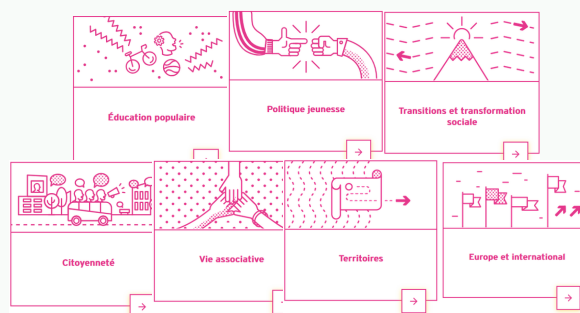 Éducation populaire
Politique jeunesse
Transitions et transformation
sociale
Citoyenneté
Vie associative
Territoires
Europe et international